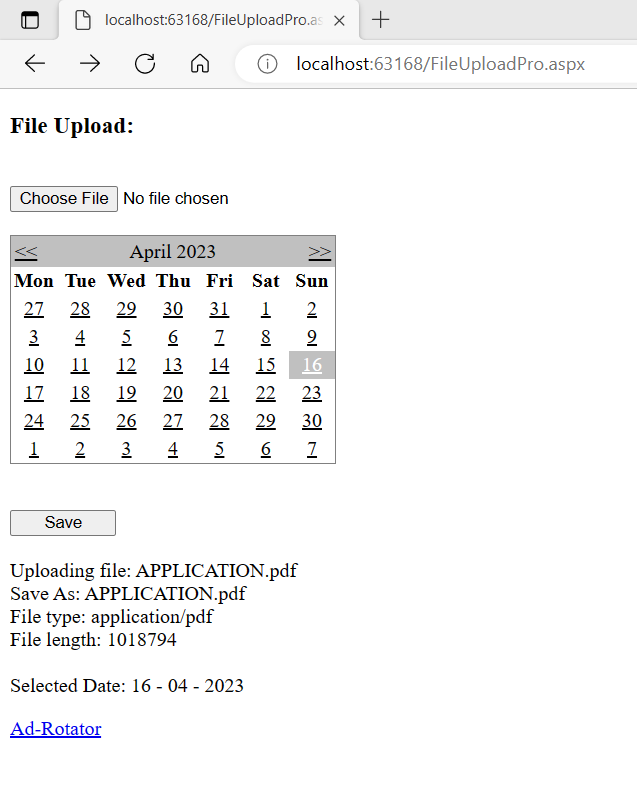 localhost:63168/FileUploadPro.as
localhost:63168/FileUploadPro.aspx
File Upload:
Choose File No file chosen
<< April 2023 >>
Mon Tue Wed Thu Fri Sat Sun
27 28 29 30 31 1 2
3 4 5 6 7 8 9
10 11 12 13 14 15 16
17 18 19 20 21 22 23
24 25 26 27 28 29 30
1 2 3 4 5 6 7
Save
Uploading file: APPLICATION.pdf
Save As: APPLICATION.pdf
File type: application/pdf
File length: 1018794
Selected Date: 16 - 04 - 2023
Ad-Rotator